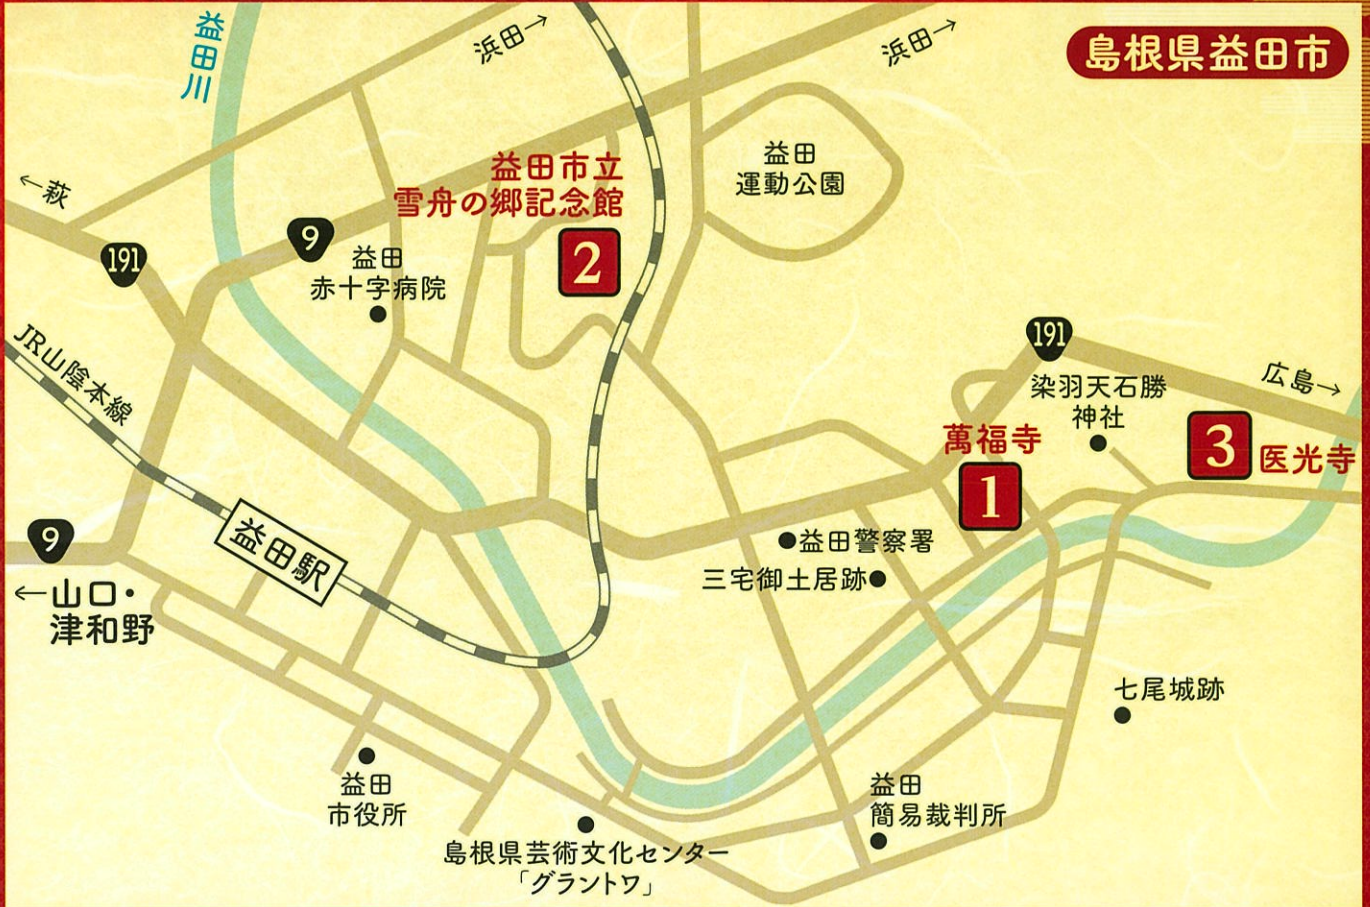 島根県益田市
益田川
浜田→
浜田→
益田
運動公園
益田市立
雪舟の郷記念館
2
←萩
191
9
益田
赤十字病院
JR山陰本線
191
広島→
染羽天石勝
神社
萬福寺
1
3
医光寺
益田駅
9
←山口・
津和野
●益田警察署
三宅御土居跡●
七尾城跡
益田
市役所
益田
簡易裁判所
島根県芸術文化センター
「グラントワ」